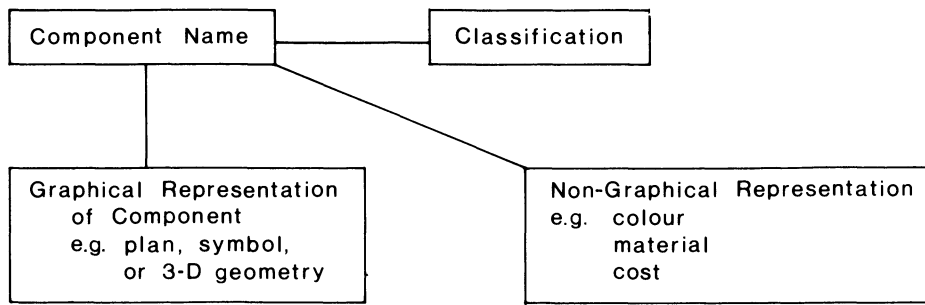 Component Name
Classification
Graphical Representation
of Component
e.g. plan, symbol,
or 3-D geometry
Non-Graphical Representation
e.g. colour
material
cost